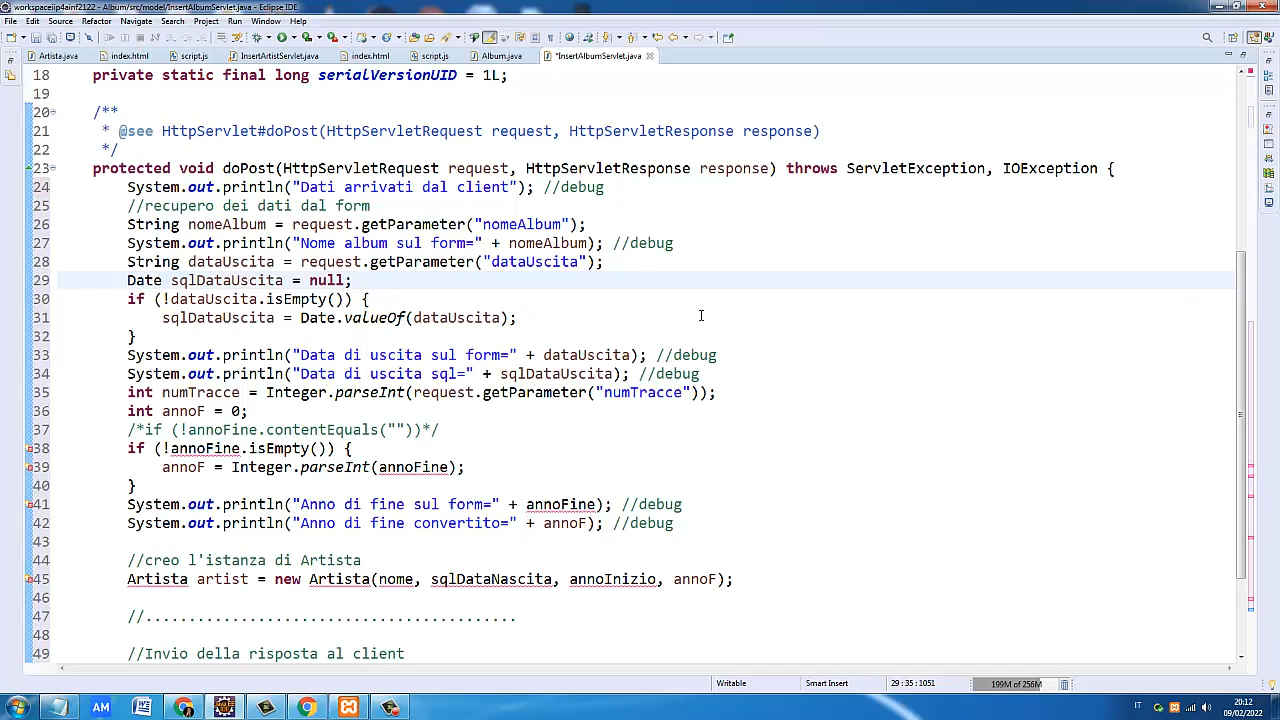 workspaceiip4ainf2122 - Album/src/model/InsertAlbumServlet.java - Eclipse IDE
File Edit Source Refactor Navigate Search Project Run Window Help
Artista.java index.html script.js InsertArtistServlet.java index.html script.js Album.java *InsertAlbumServlet.java
18 private static final long serialVersionUID = 1L;
19
20 /**
21 * @see HttpServlet#doPost(HttpServletRequest request, HttpServletResponse response)
22 */
23 protected void doPost(HttpServletRequest request, HttpServletResponse response) throws ServletException, IOException {
24 System.out.println("Dati arrivati dal client"); //debug
25 //recupero dei dati dal form
26 String nomeAlbum = request.getParameter("nomeAlbum");
27 System.out.println("Nome album sul form=" + nomeAlbum); //debug
28 String dataUscita = request.getParameter("dataUscita");
29 Date sqlDataUscita = null;
30 if (!dataUscita.isEmpty()) {
31 sqlDataUscita = Date.valueOf(dataUscita);
32 }
33 System.out.println("Data di uscita sul form=" + dataUscita); //debug
34 System.out.println("Data di uscita sql=" + sqlDataUscita); //debug
35 int numTracce = Integer.parseInt(request.getParameter("numTracce"));
36 int annoF = 0;
37 /*if (!annoFine.contentEquals(""))*/
38 if (!annoFine.isEmpty()) {
39 annoF = Integer.parseInt(annoFine);
40 }
41 System.out.println("Anno di fine sul form=" + annoFine); //debug
42 System.out.println("Anno di fine convertito=" + annoF); //debug
43
44 //creo l'istanza di Artista
45 Artista artist = new Artista(nome, sqlDataNascita, annoInizio, annoF);
46
47 //...........................................
48
49 //Invio della risposta al client
Writable Smart Insert 29 : 35 : 1051 199M of 256M
AM W IT 20:12
09/02/2022